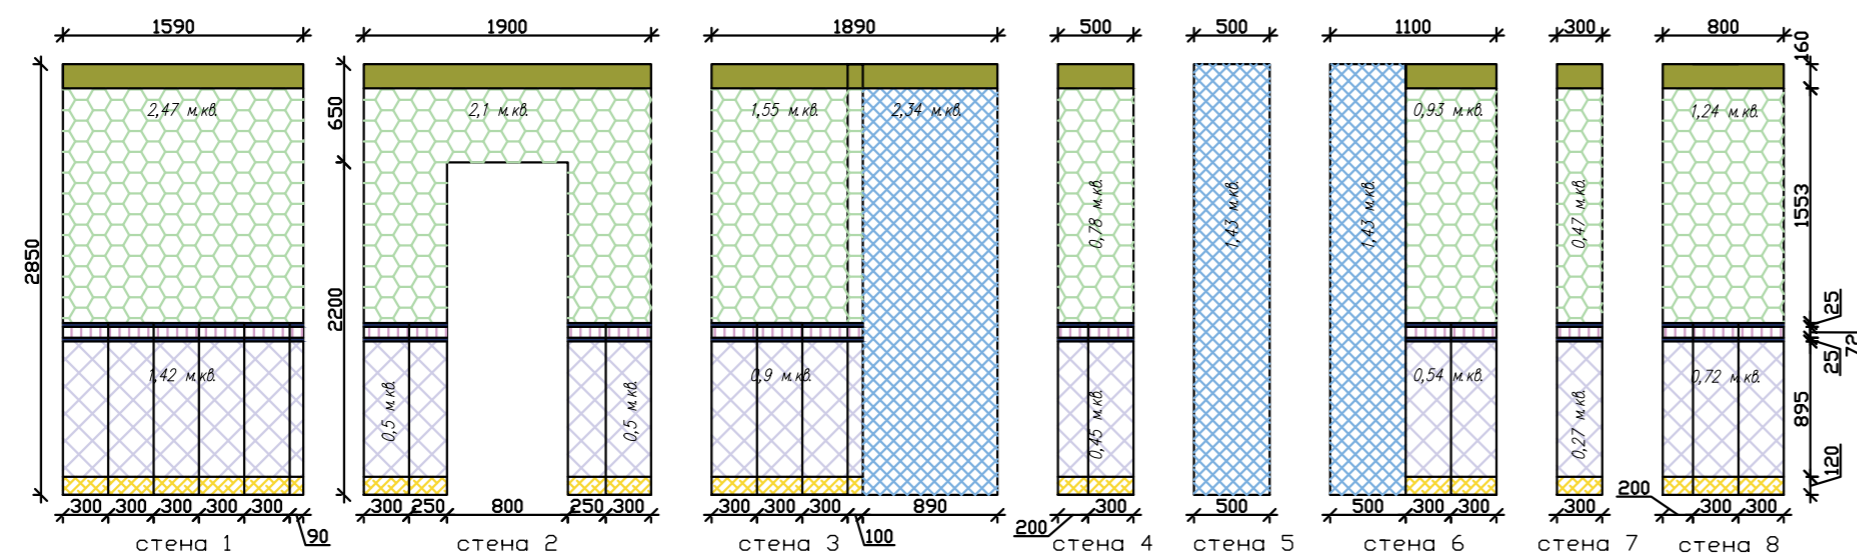 1590
1900
1890
500
500
1100
300
800
160
2850
650
2200
2,47 м.кв.
2,1 м.кв.
1,55 м.кв.
2,34 м.кв.
0,78 м.кв.
1,43 м.кв.
1,43 м.кв.
0,93 м.кв.
0,47 м.кв.
1,24 м.кв.
1553
25
72
25
895
120
1,42 м.кв.
0,5 м.кв.
0,5 м.кв.
0,9 м.кв.
0,45 м.кв.
0,54 м.кв.
0,27 м.кв.
0,72 м.кв.
300 300 300 300 300 90
300 250 800 250 300
300 300 300 100 890
200 300
500
500 300 300
300
200 300 300
стена 1
стена 2
стена 3
стена 4
стена 5
стена 6
стена 7
стена 8